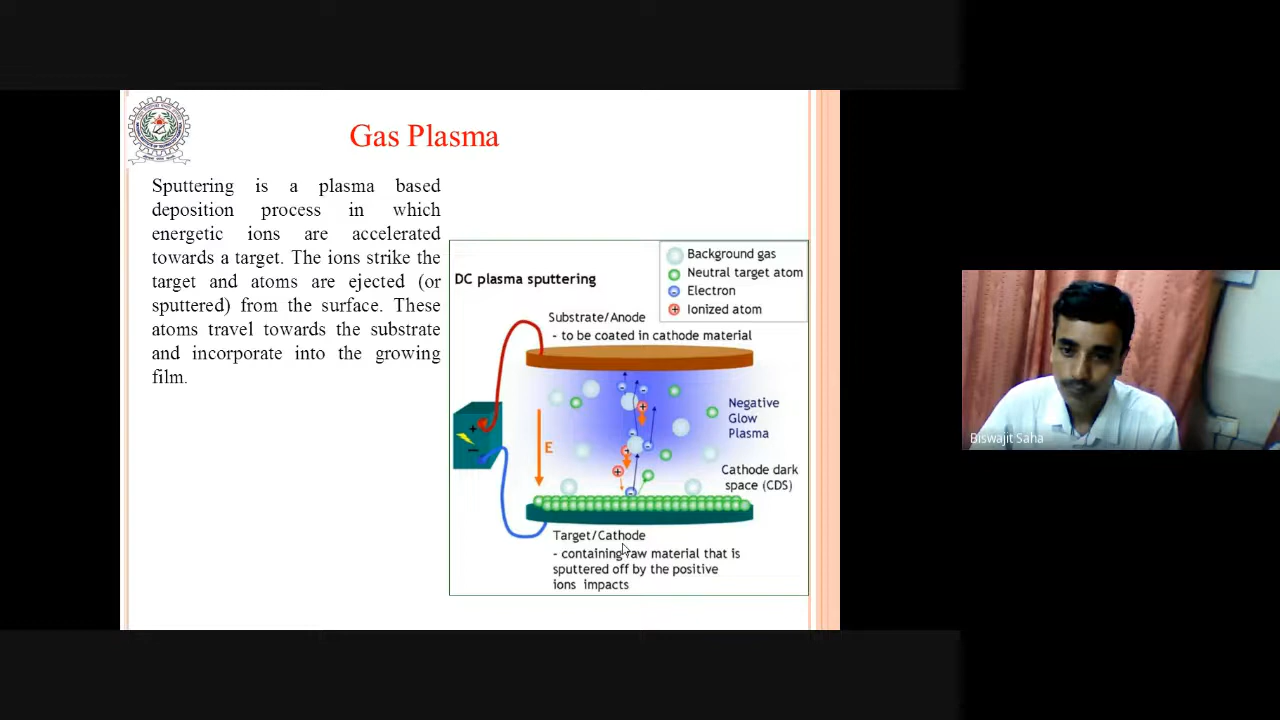 Gas Plasma
Sputtering is a plasma based
deposition process in which
energetic ions are accelerated
towards a target. The ions strike the
target and atoms are ejected (or
sputtered) from the surface. These
atoms travel towards the substrate
and incorporate into the growing
film.
DC plasma sputtering
Background gas
Neutral target atom
Electron
Ionized atom
Substrate/Anode
- to be coated in cathode material
Negative
Glow
Plasma
E
Cathode dark
space (CDS)
Target/Cathode
- containing raw material that is
sputtered off by the positive
ions impacts
Biswajit Saha